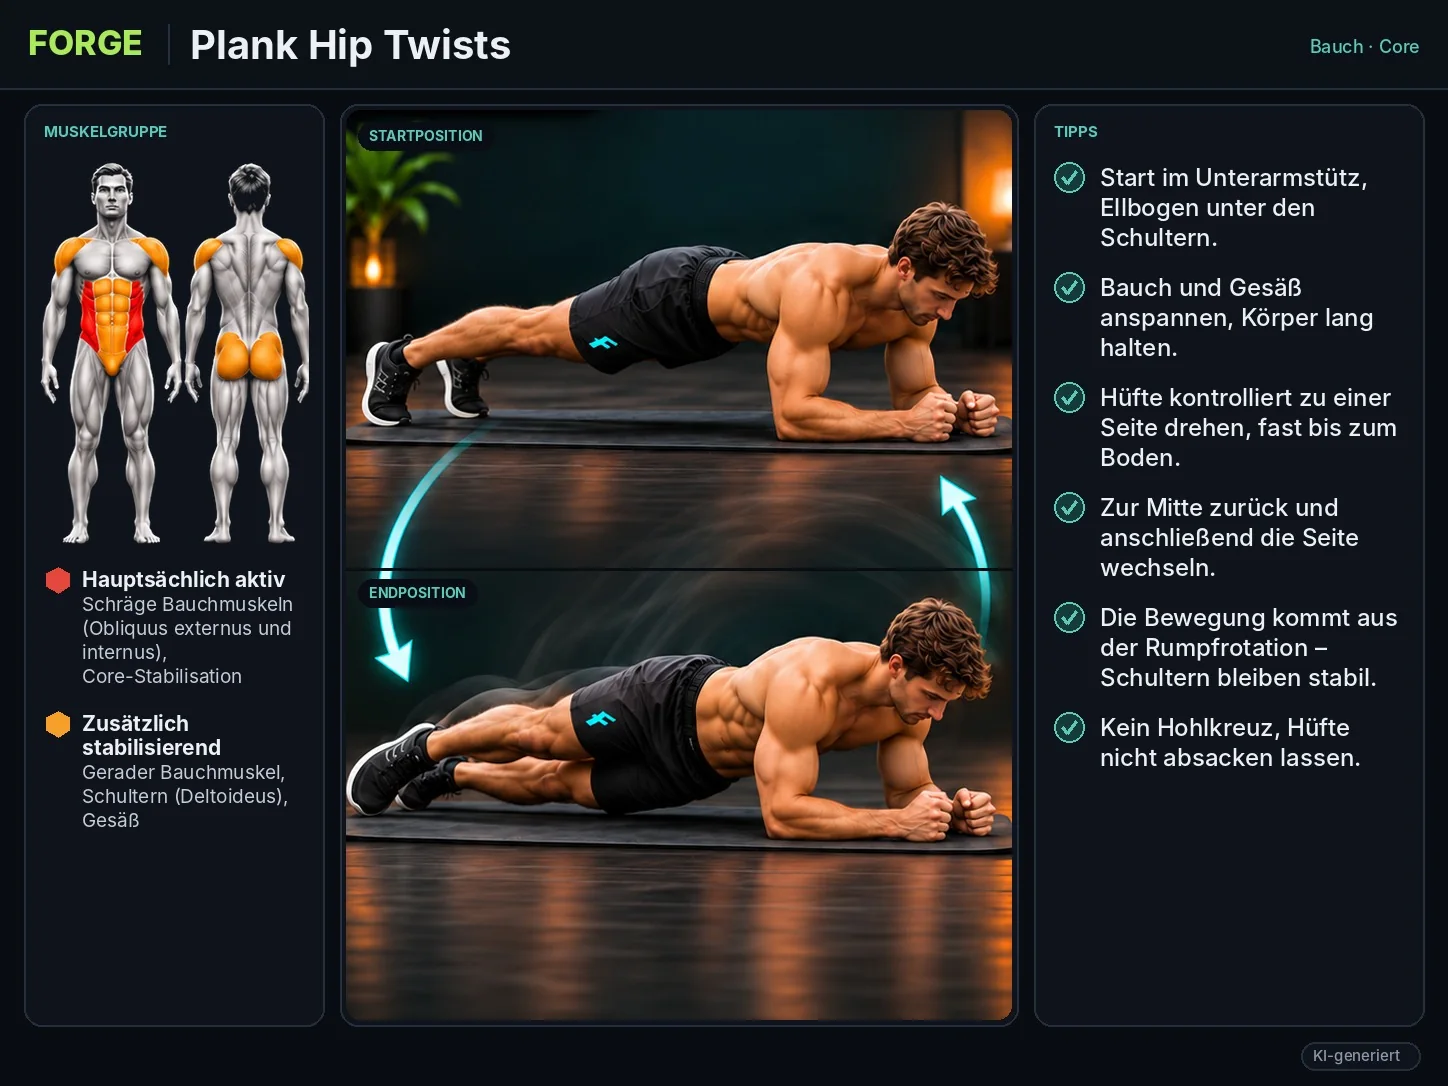 FORGE
Plank Hip Twists
Bauch · Core
MUSKELGRUPPE
Hauptsächlich aktiv
Schräge Bauchmuskeln
(Obliquus externus und
internus),
Core-Stabilisation
Zusätzlich
stabilisierend
Gerader Bauchmuskel,
Schultern (Deltoideus),
Gesäß
STARTPOSITION
ENDPOSITION
TIPPS
Start im Unterarmstütz,
Ellbogen unter den
Schultern.
Bauch und Gesäß
anspannen, Körper lang
halten.
Hüfte kontrolliert zu einer
Seite drehen, fast bis zum
Boden.
Zur Mitte zurück und
anschließend die Seite
wechseln.
Die Bewegung kommt aus
der Rumpfrotation –
Schultern bleiben stabil.
Kein Hohlkreuz, Hüfte
nicht absacken lassen.
KI-generiert